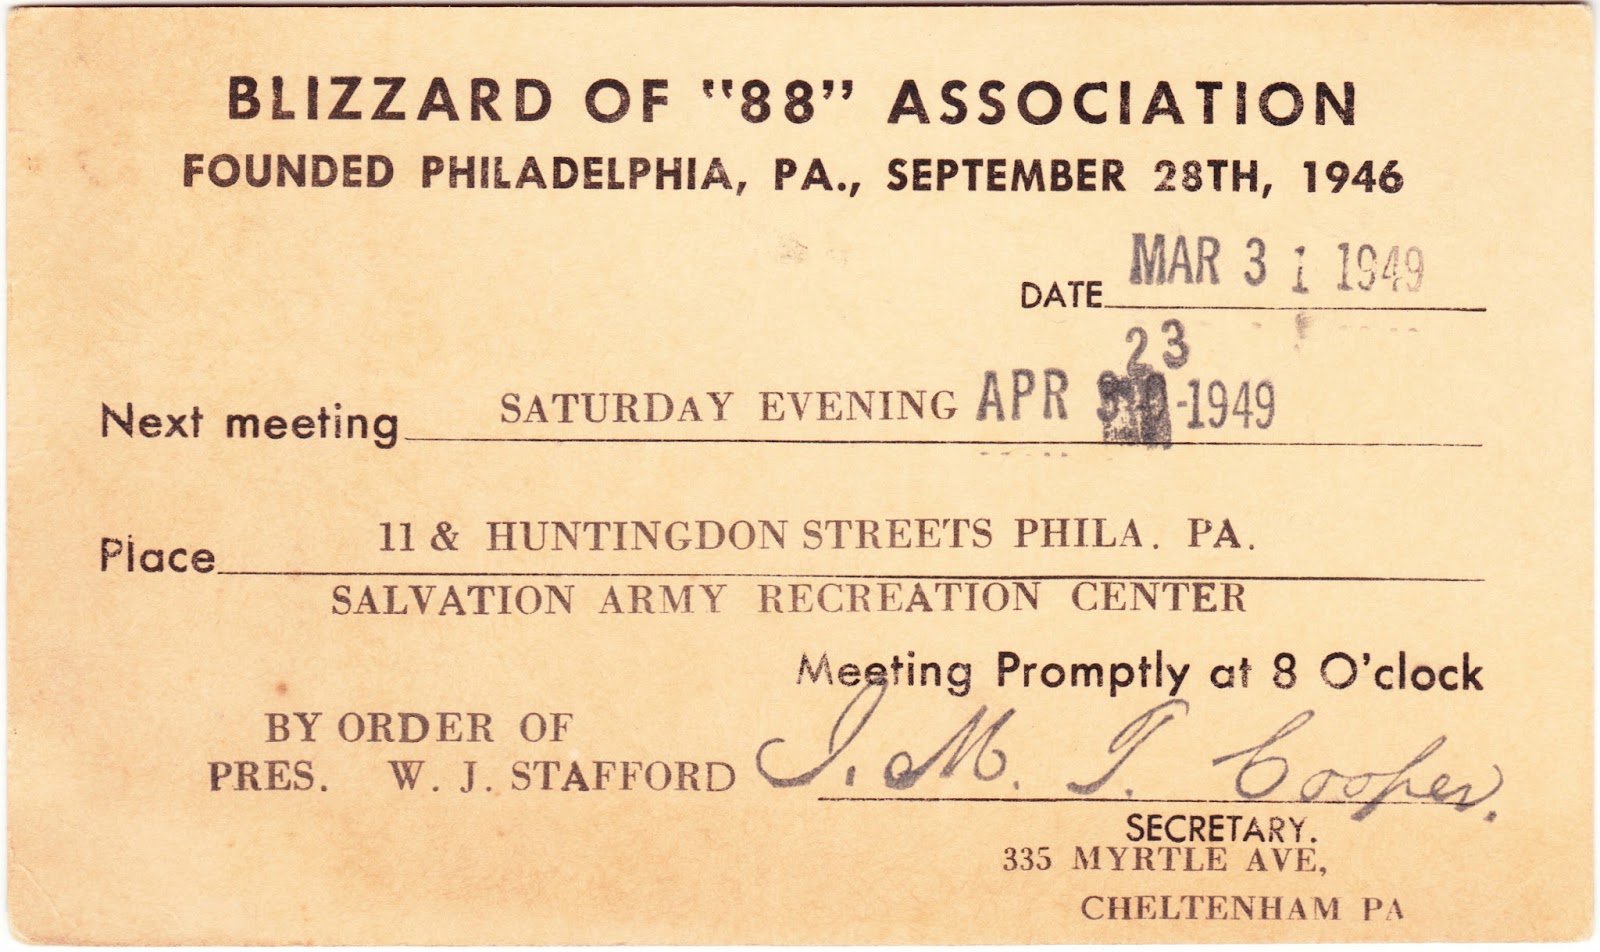 BLIZZARD OF "88" ASSOCIATION
FOUNDED PHILADELPHIA, PA., SEPTEMBER 28TH, 1946
DATE MAR 31 1949
23
Next meeting SATURDAY EVENING APR -1949
Place 11 & HUNTINGDON STREETS PHILA. PA.
SALVATION ARMY RECREATION CENTER
Meeting Promptly at 8 O'clock
BY ORDER OF
PRES. W. J. STAFFORD J. M. T. Cooper.
SECRETARY.
335 MYRTLE AVE,
CHELTENHAM PA